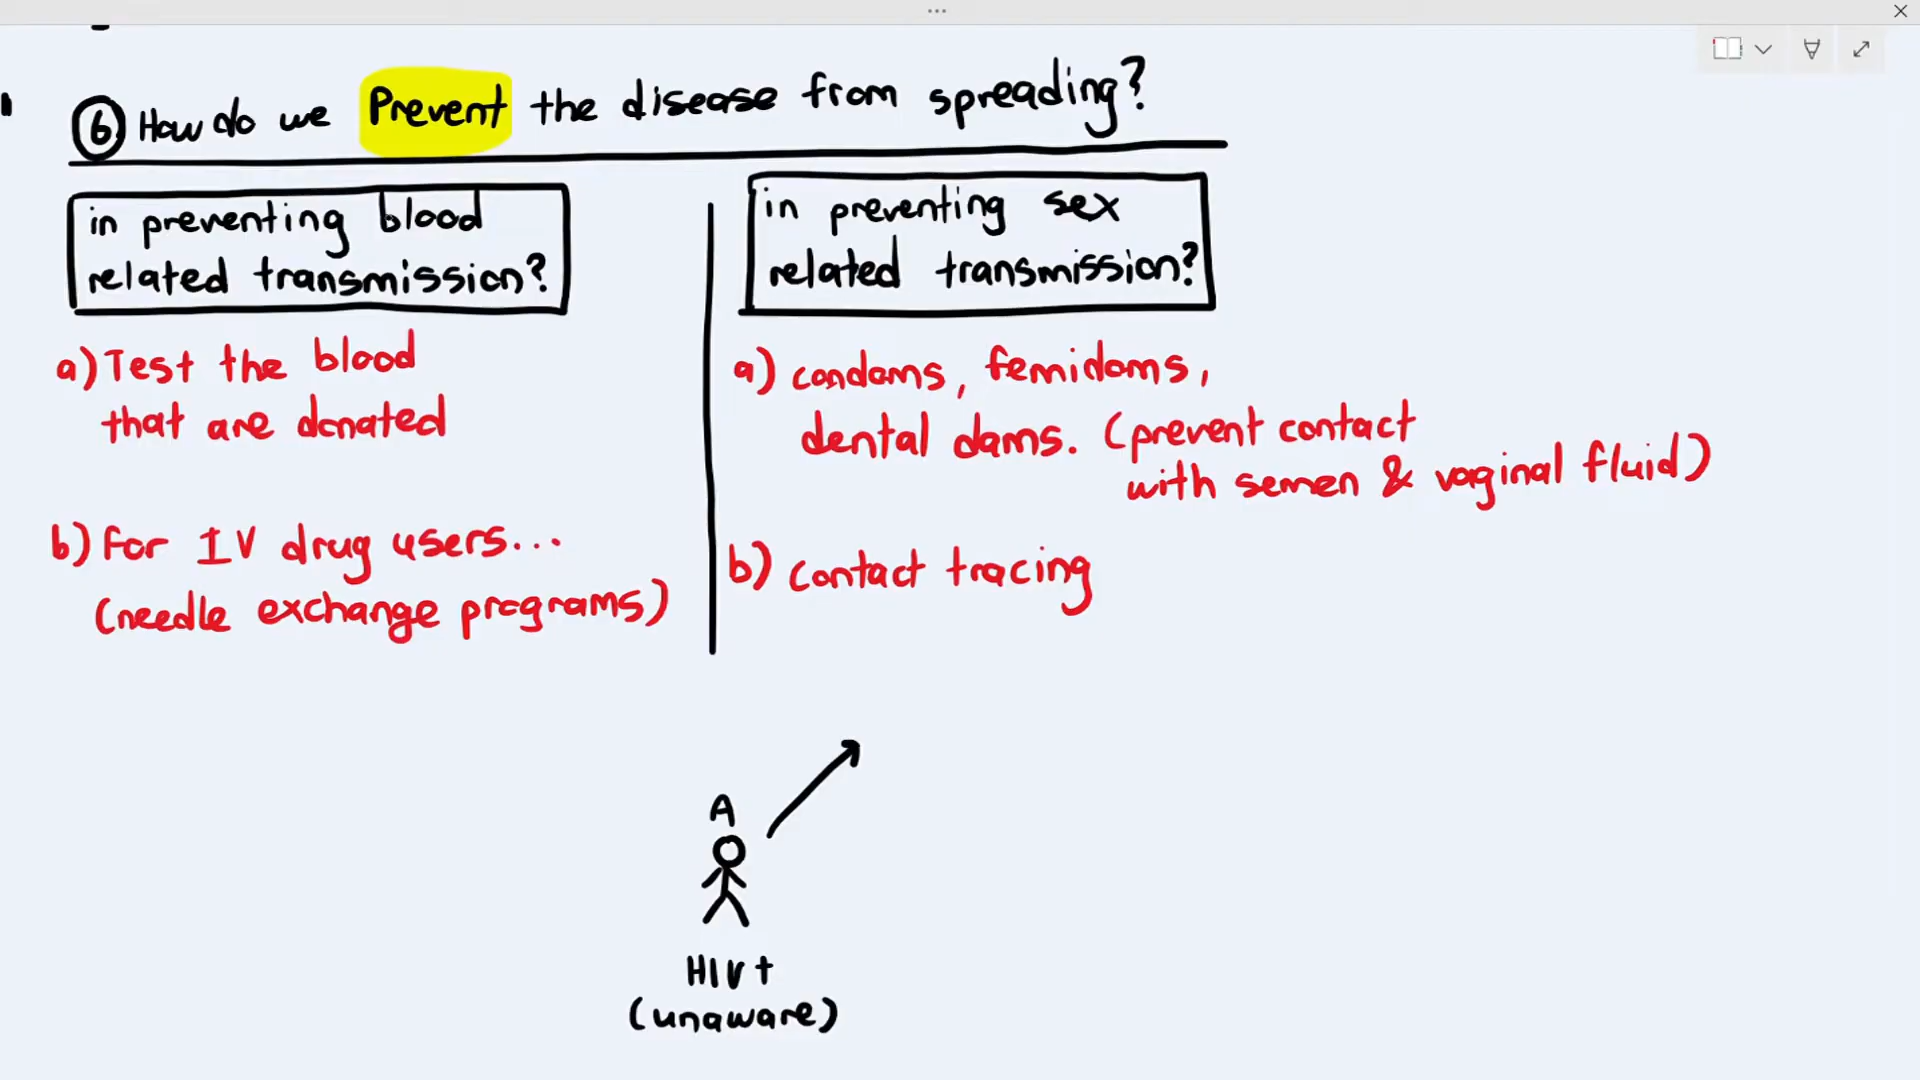 ⑥ How do we Prevent the disease from spreading?
in preventing blood
related transmission?
a) Test the blood
that are donated
b) For IV drug users...
(needle exchange programs)
in preventing sex
related transmission?
a) condoms, femidoms,
dental dams. (prevent contact
with semen & vaginal fluid)
b) contact tracing
A
HIV+
(unaware)